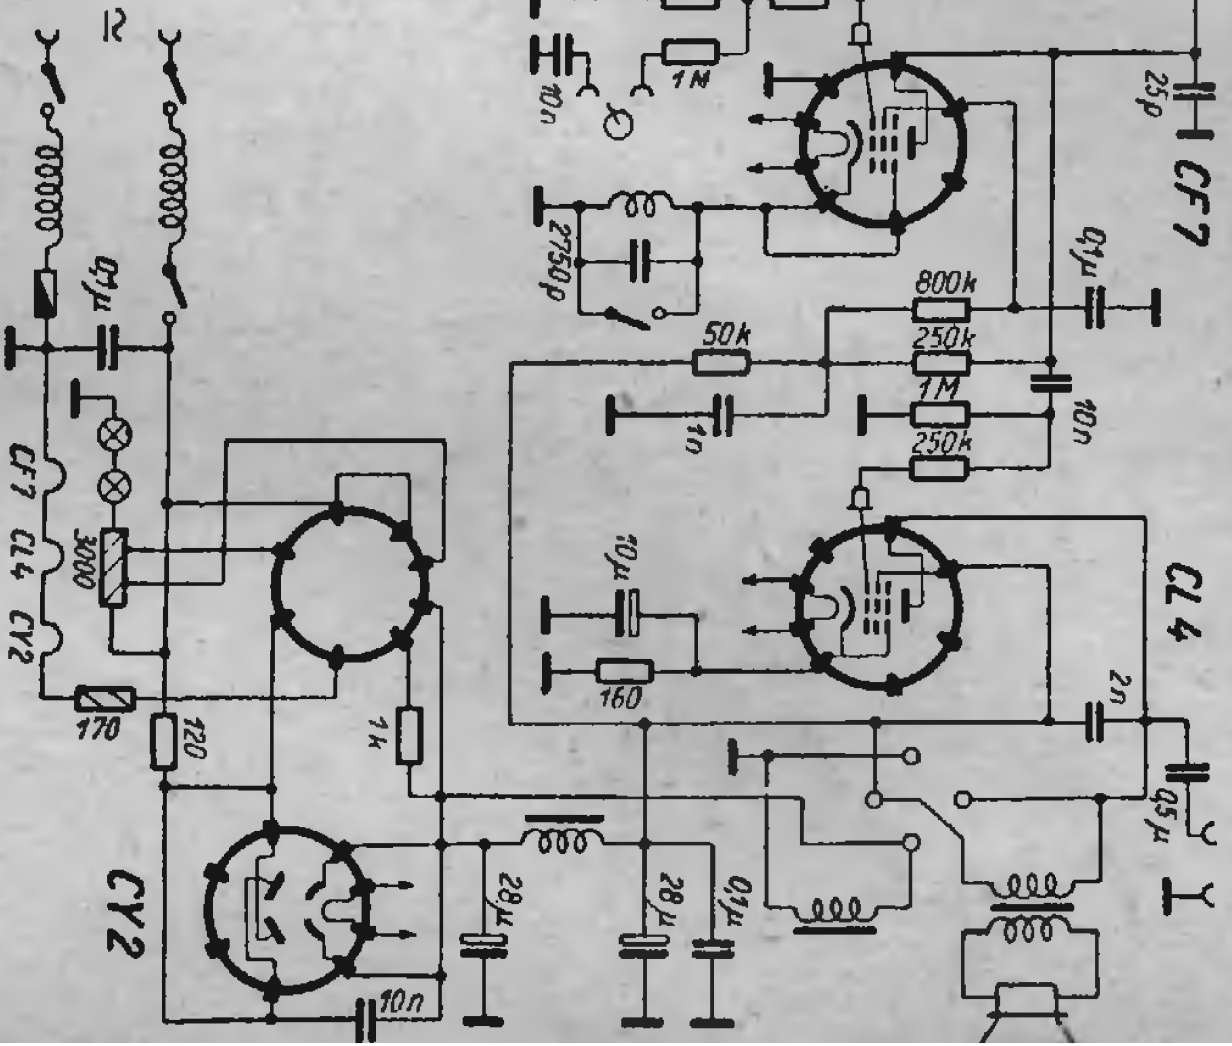 ≈
1M
10n
25p
CF7
2750p
0,1µ
0,1µ
800k
50k
250k
1M
10n
1n
250k
CF7 CL4 CY2
3000
10µ
CL4
160
2n
170
120
1k
0,5µ
CY2
28µ
28µ
0,1µ
10n